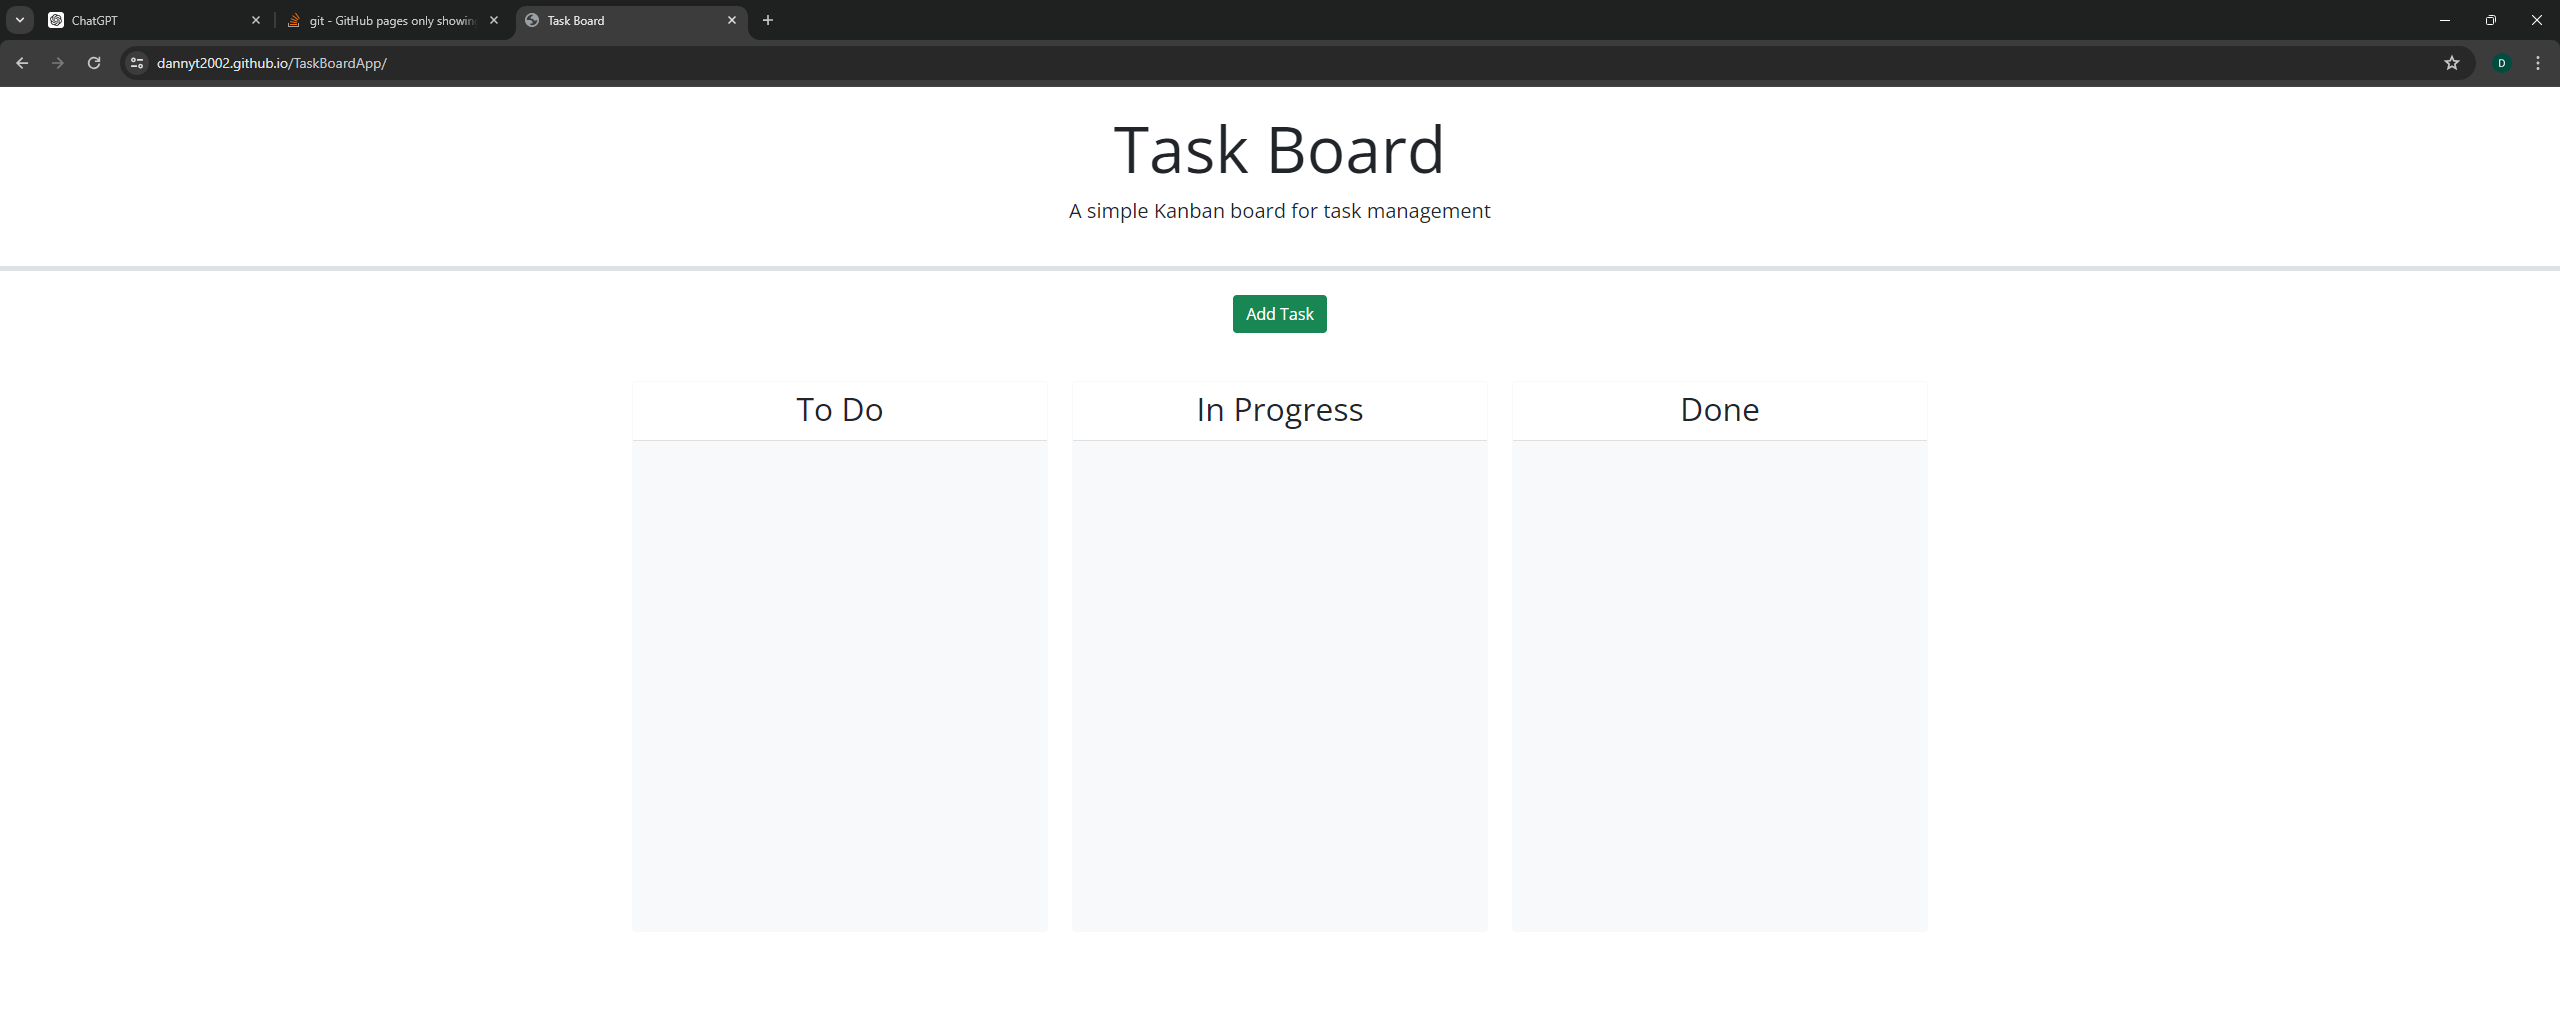 ChatGPT
git - GitHub pages only showin
Task Board
dannyt2002.github.io/TaskBoardApp/
D
Task Board
A simple Kanban board for task management
Add Task
To Do
In Progress
Done